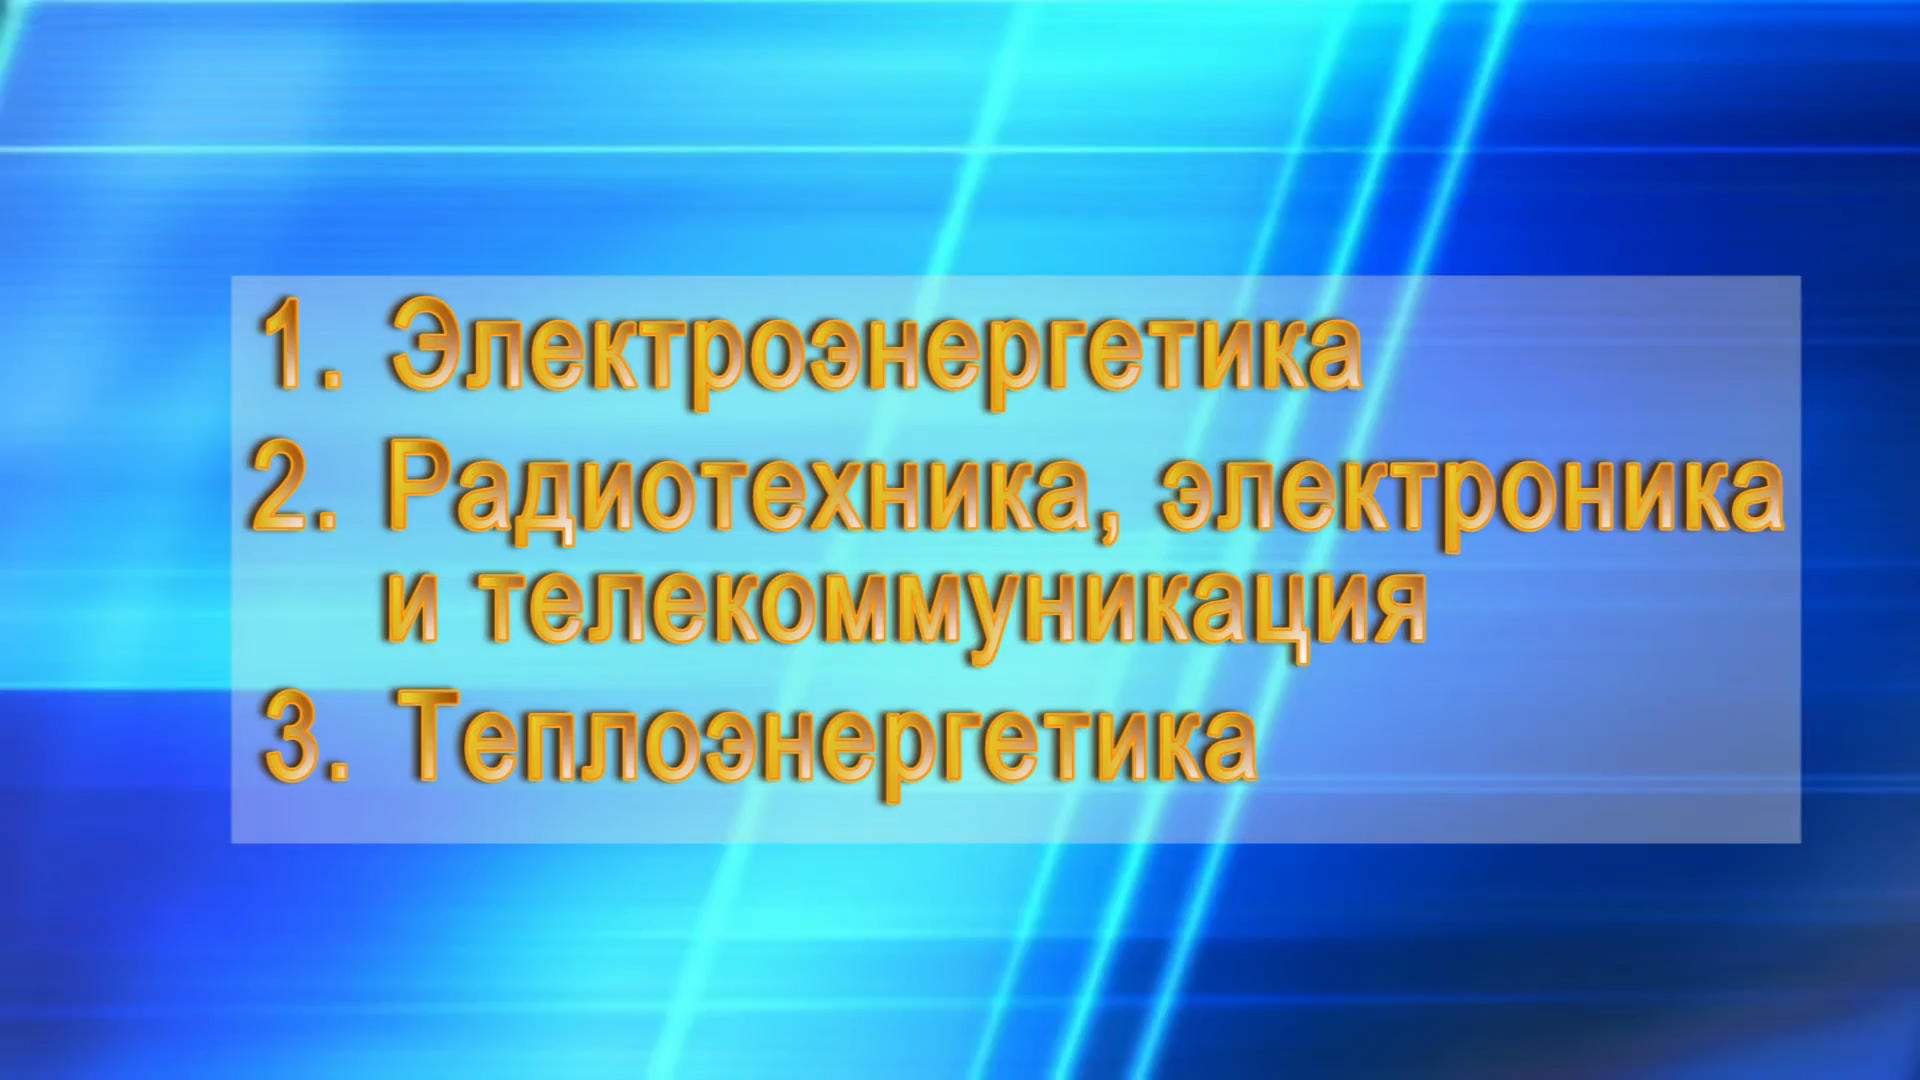 1. Электроэнергетика
2. Радиотехника, электроника
и телекоммуникация
3. Теплоэнергетика